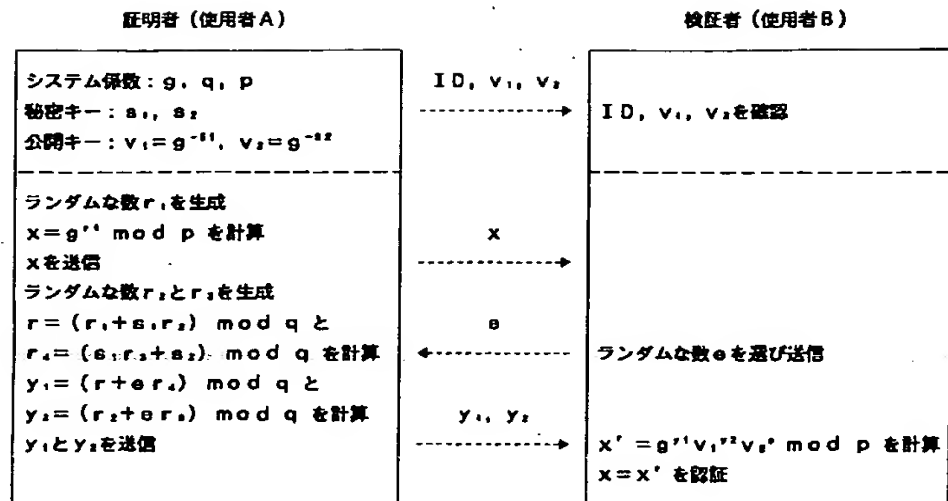 証明者（使用者A）
検証者（使用者B）
システム係数：g, q, p
秘密キー：s₁, s₂
公開キー：v₁＝g⁻ˢ¹, v₂＝g⁻ˢ²
ID, v₁, v₂
ID, v₁, v₂を確認
ランダムな数r₁を生成
x＝gʳ¹ mod p を計算
xを送信
x
ランダムな数r₂とr₃を生成
r＝(r₁＋s₁r₂) mod q と
r₄＝(s₁r₃＋s₂) mod q を計算
e
ランダムな数eを選び送信
y₁＝(r＋er₄) mod q と
y₂＝(r₂＋er₃) mod q を計算
y₁とy₂を送信
y₁, y₂
x'＝gʸ¹v₁ʸ²v₂ᵉ mod p を計算
x＝x' を認証